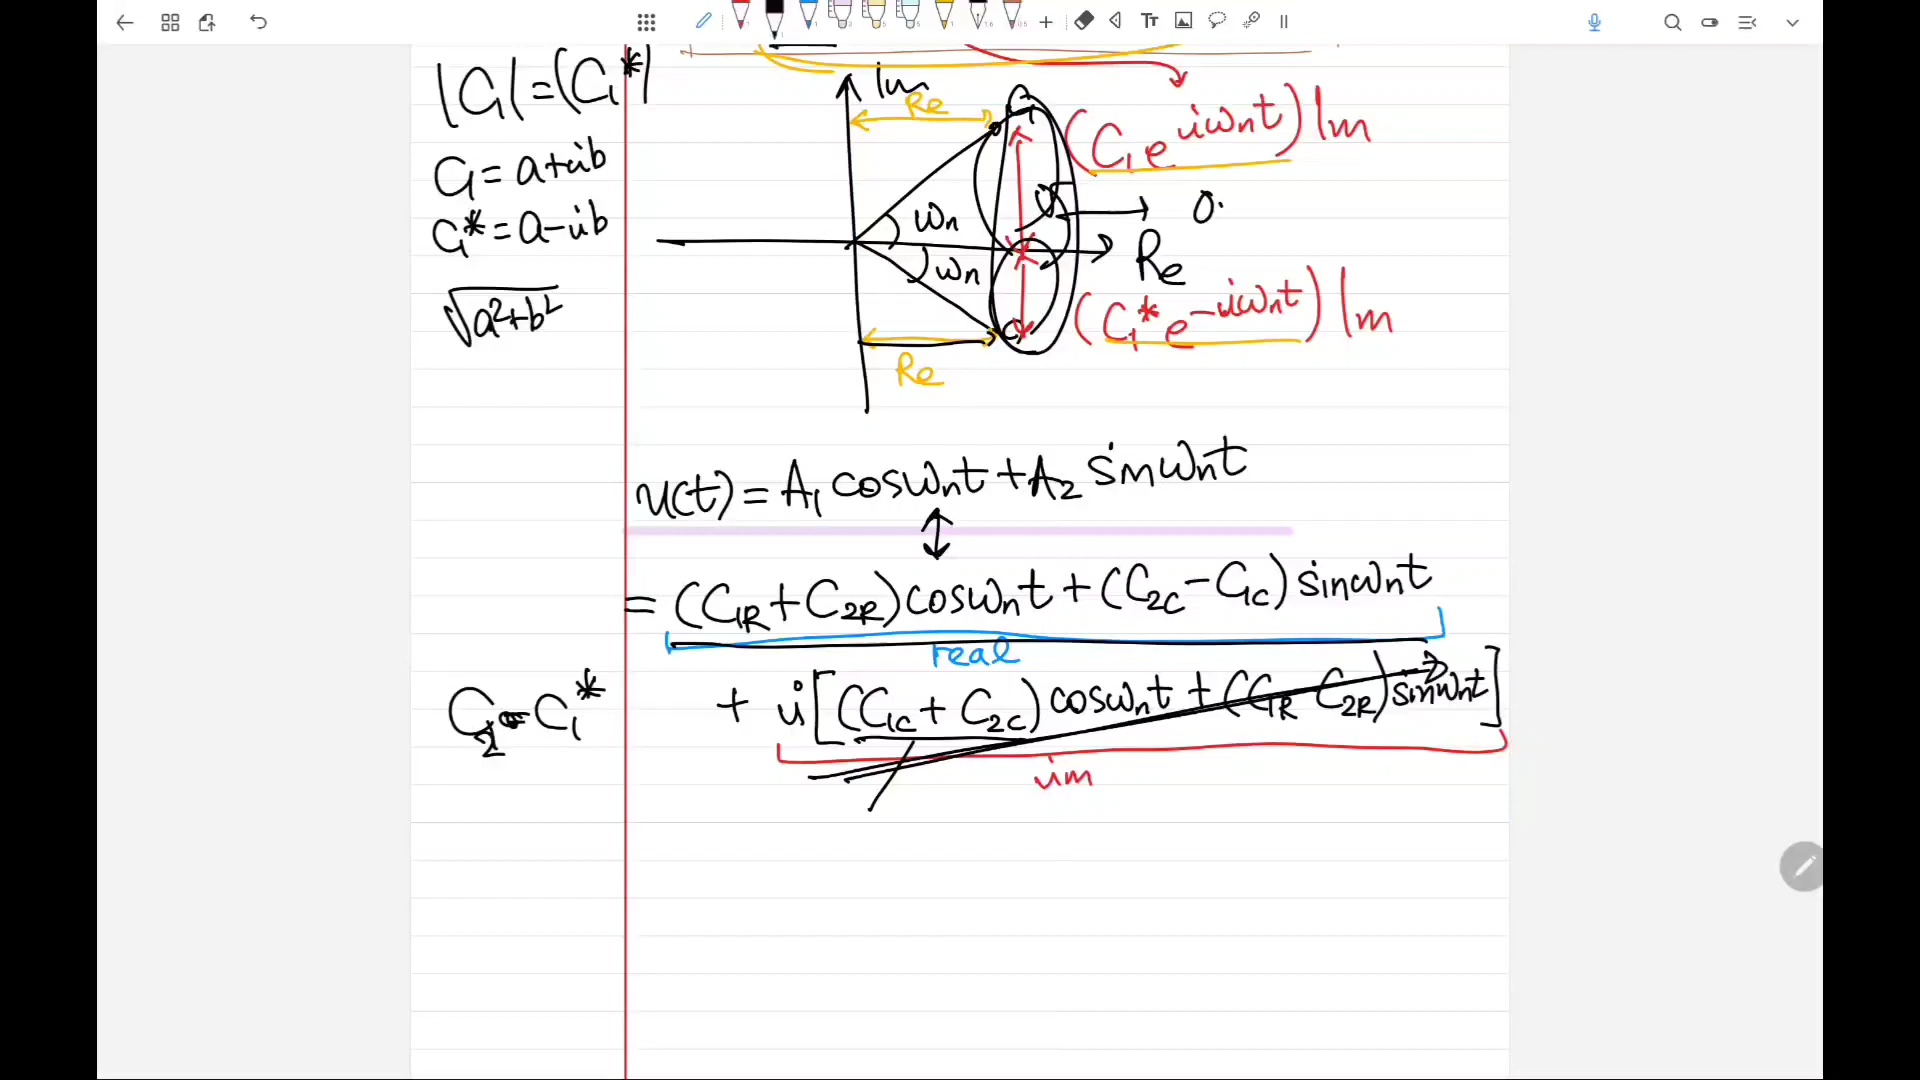 |C₁| = |C₁*|
C₁ = a+ib
C₁* = a-ib
√a²+b²
Im
Re
(C₁e^{iωₙt}) Im
ωₙ
0.
ωₙ
Re
(C₁*e^{-iωₙt}) Im
Re
u(t) = A₁ cosωₙt + A₂ sinωₙt
= (C₁R + C₂R) cosωₙt + (C₂C - C₁C) sinωₙt
real
C₂ = C₁*
+ i[(C₁C + C₂C) cosωₙt + (C₁R - C₂R) sinωₙt]
im